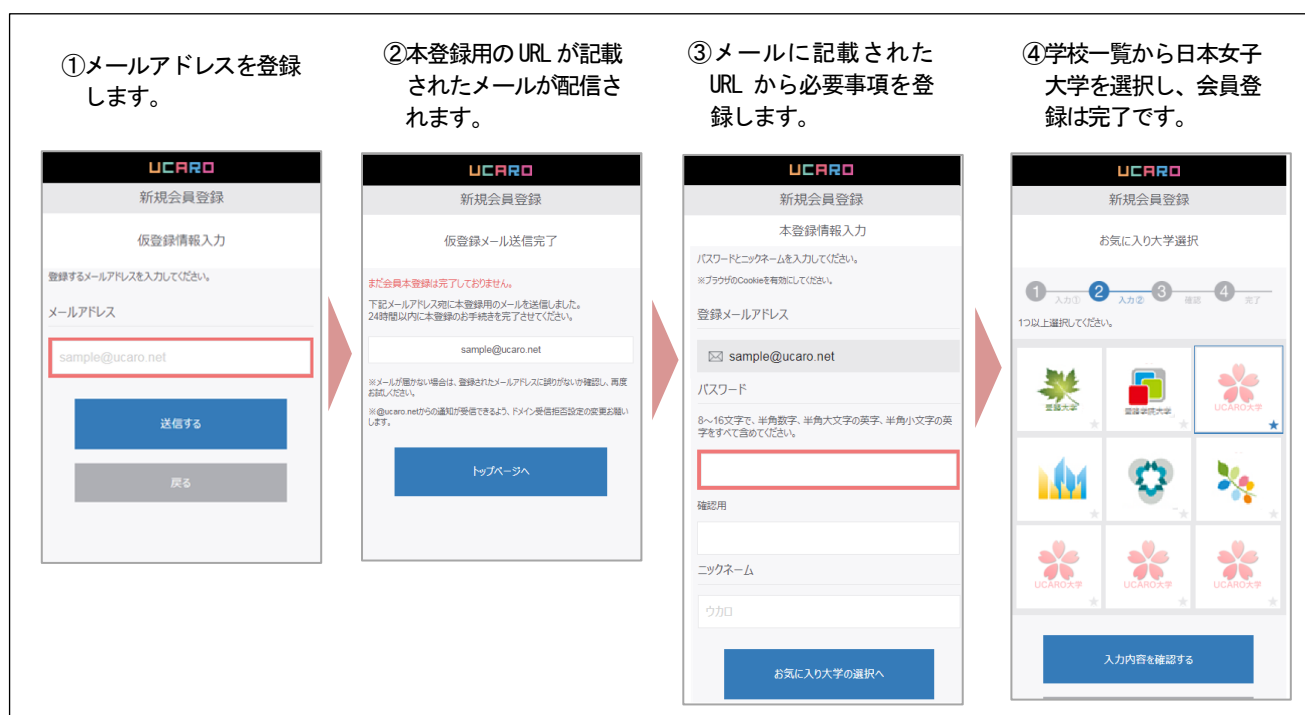 ①メールアドレスを登録
します。
UCARO
新規会員登録
仮登録情報入力
登録するメールアドレスを入力してください。
メールアドレス
sample@ucaro.net
送信する
戻る
②本登録用の URL が記載
されたメールが配信さ
れます。
UCARO
新規会員登録
仮登録メール送信完了
まだ会員本登録は完了しておりません。
下記メールアドレス宛に本登録用のメールを送信しました。
24時間以内に本登録のお手続きを完了させてください。
sample@ucaro.net
※メールが届かない場合は、登録されたメールアドレスに誤りがないか確認し、再度
お試しください。
※@ucaro.netからの通知が受信できるよう、ドメイン受信拒否設定の変更お願い
します。
トップページへ
③メールに記載された
URL から必要事項を登
録します。
UCARO
新規会員登録
本登録情報入力
パスワードとニックネームを入力してください。
※ブラウザのCookieを有効にしてください。
登録メールアドレス
sample@ucaro.net
パスワード
8～16文字で、半角数字、半角大文字の英字、半角小文字の英
字をすべて含めてください。
確認用
ニックネーム
ウカロ
お気に入り大学の選択へ
④学校一覧から日本女子
大学を選択し、会員登
録は完了です。
UCARO
新規会員登録
お気に入り大学選択
1 入力① 2 入力② 3 確認 4 完了
1つ以上選択してください。
UCARO大学
UCARO大学 UCARO大学 UCARO大学
入力内容を確認する